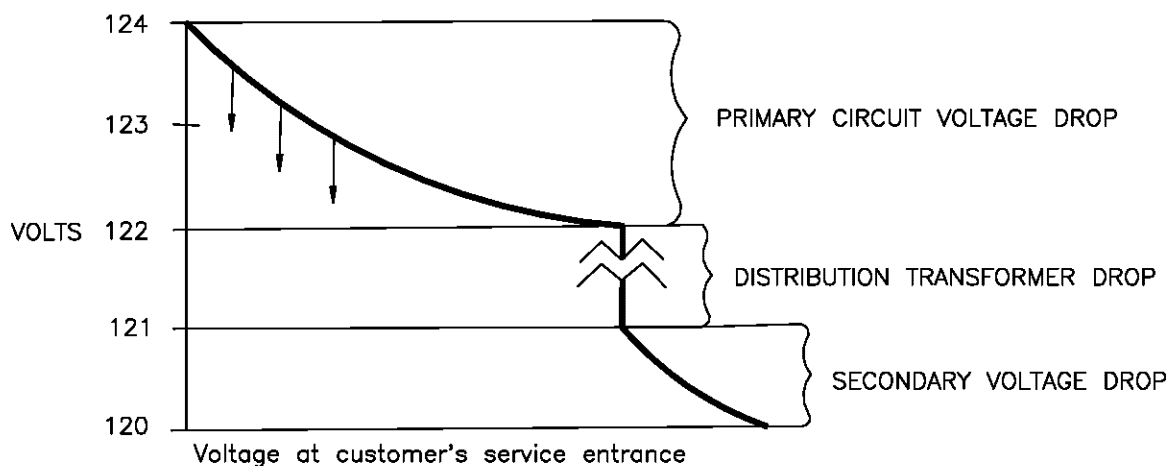 124
123
PRIMARY CIRCUIT VOLTAGE DROP
VOLTS 122
DISTRIBUTION TRANSFORMER DROP
121
SECONDARY VOLTAGE DROP
120
Voltage at customer's service entrance